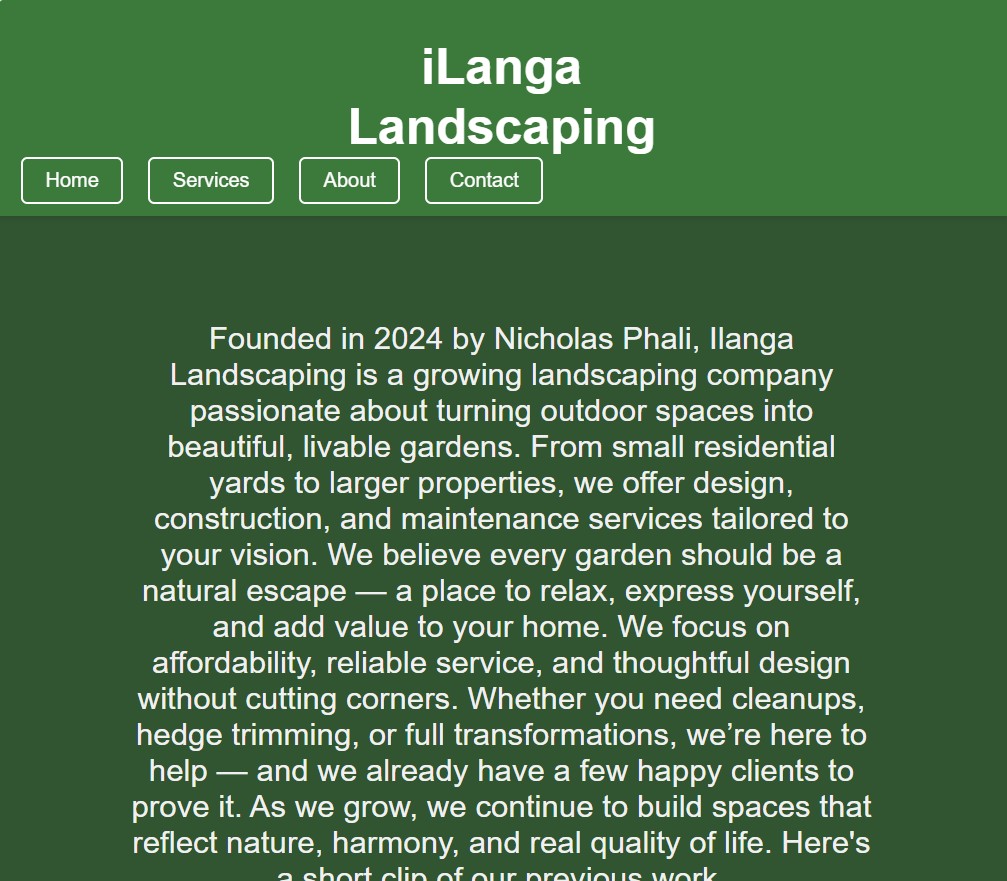 iLanga
Landscaping
Home Services About Contact
Founded in 2024 by Nicholas Phali, Ilanga
Landscaping is a growing landscaping company
passionate about turning outdoor spaces into
beautiful, livable gardens. From small residential
yards to larger properties, we offer design,
construction, and maintenance services tailored to
your vision. We believe every garden should be a
natural escape — a place to relax, express yourself,
and add value to your home. We focus on
affordability, reliable service, and thoughtful design
without cutting corners. Whether you need cleanups,
hedge trimming, or full transformations, we’re here to
help — and we already have a few happy clients to
prove it. As we grow, we continue to build spaces that
reflect nature, harmony, and real quality of life. Here's
a short clip of our previous work